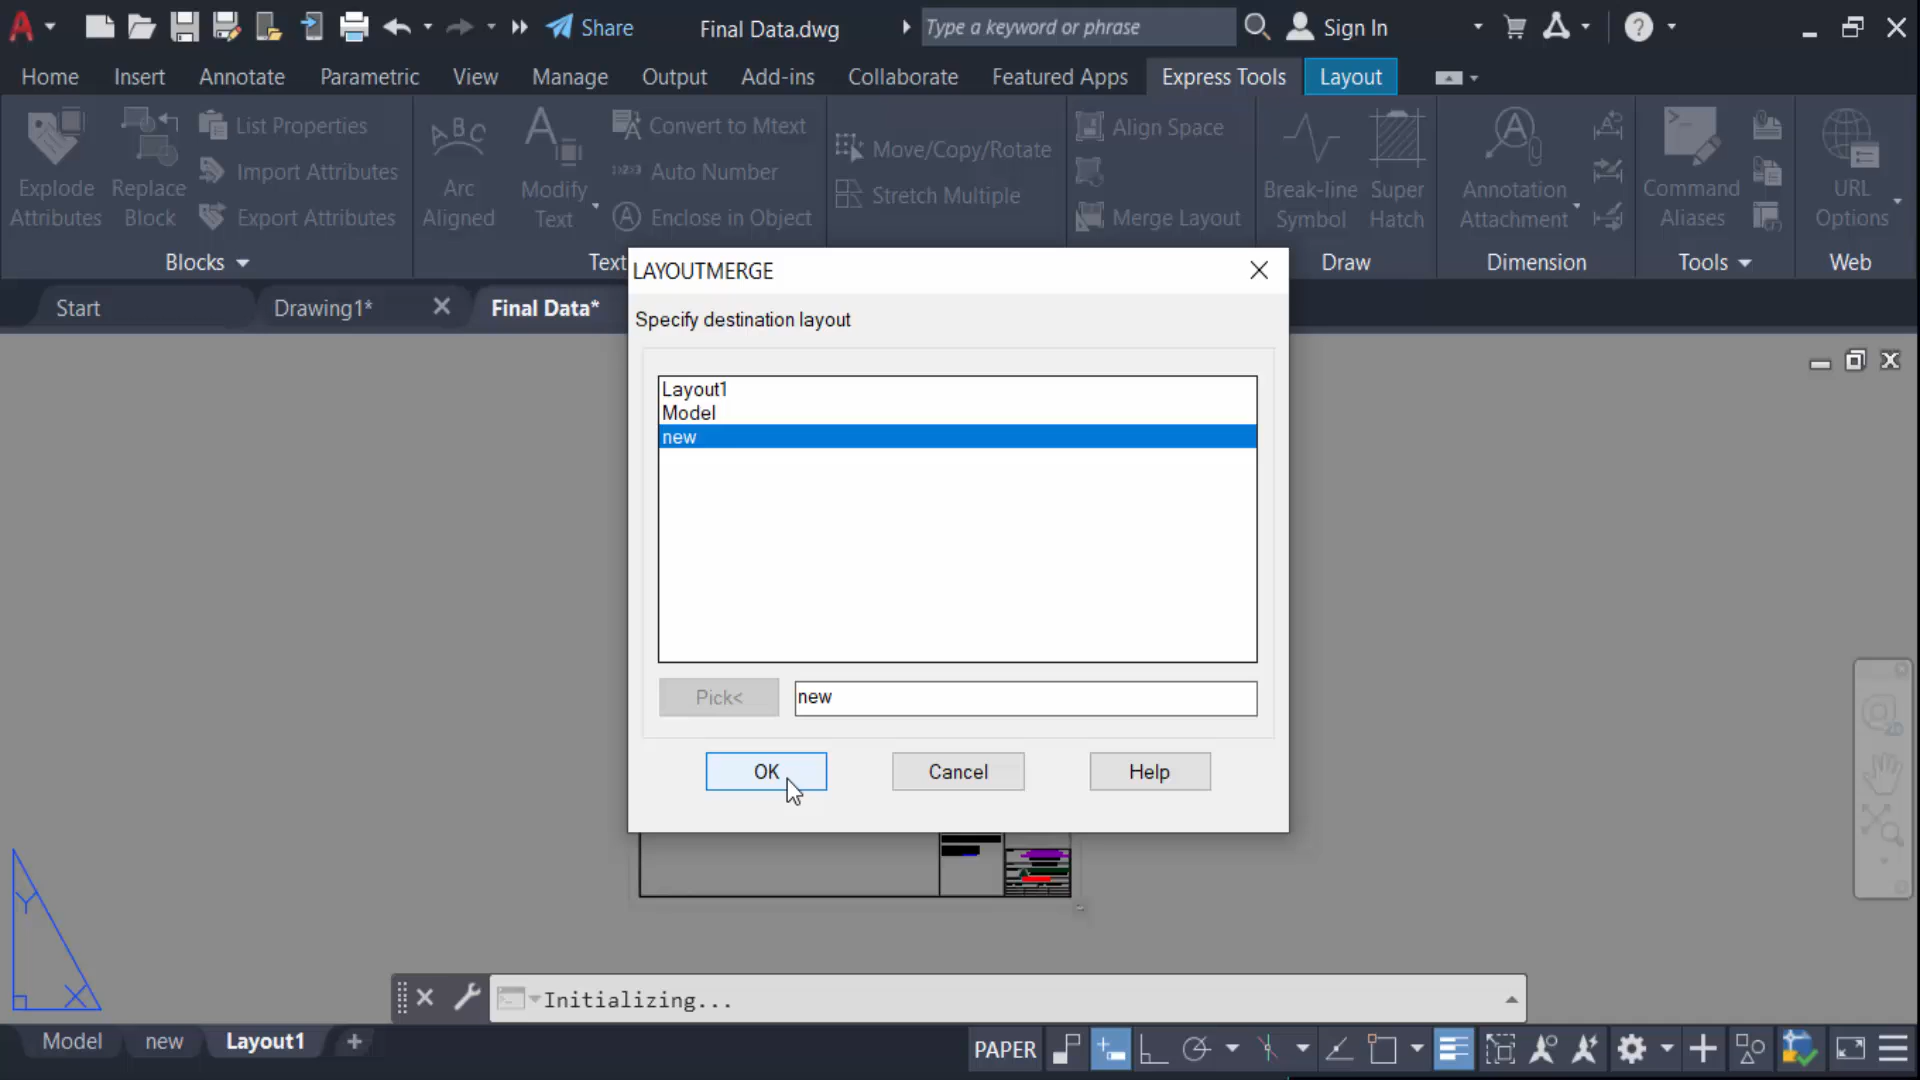 Share
Final Data.dwg
Type a keyword or phrase
Sign In
Home
Insert
Annotate
Parametric
View
Manage
Output
Add-ins
Collaborate
Featured Apps
Express Tools
Layout
Explode
Attributes
Replace
Block
List Properties
Import Attributes
Export Attributes
Arc
Aligned
Modify
Text
Convert to Mtext
Auto Number
Enclose in Object
Move/Copy/Rotate
Stretch Multiple
Align Space
Merge Layout
Break-line
Symbol
Super
Hatch
Annotation
Attachment
Command
Aliases
URL
Options
Blocks
Text
Draw
Dimension
Tools
Web
Start
Drawing1*
Final Data*
LAYOUTMERGE
Specify destination layout
Layout1
Model
new
Pick<
new
OK
Cancel
Help
Y
X
Initializing...
Model
new
Layout1
PAPER